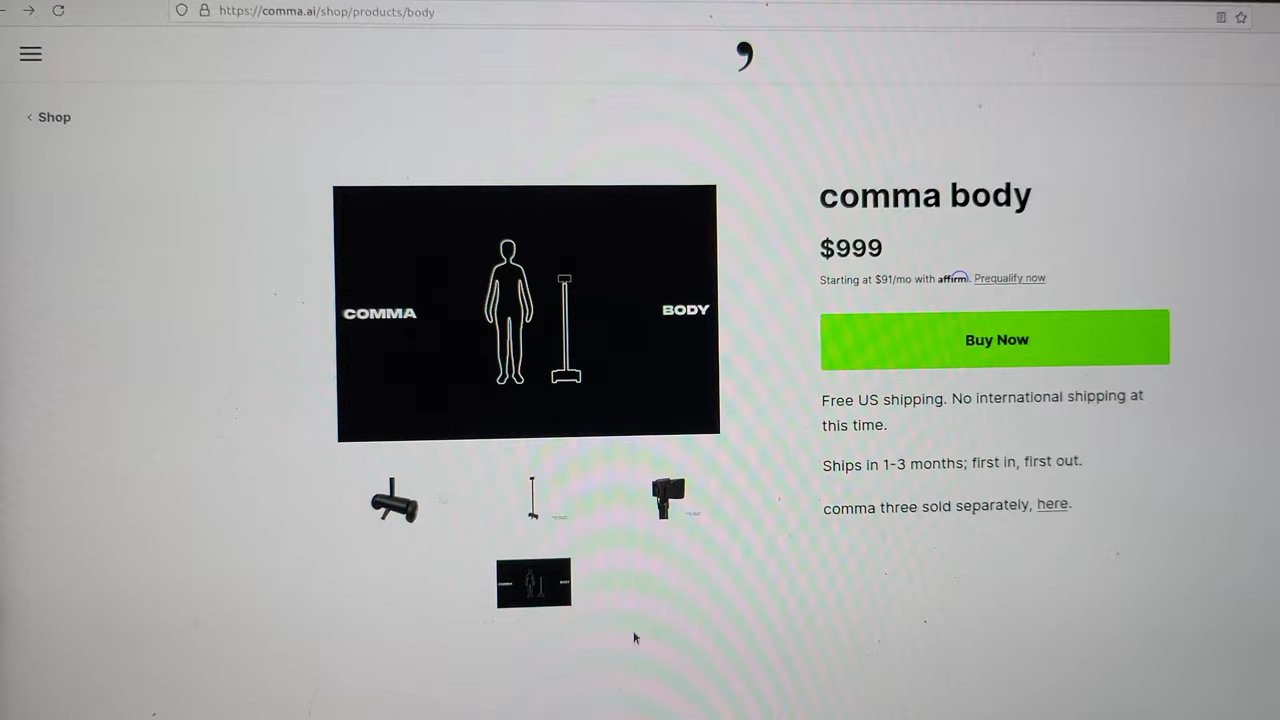 https://comma.ai/shop/products/body
,
< Shop
comma body
$999
Starting at $91/mo with affirm. Prequalify now
COMMA
BODY
Buy Now
Free US shipping. No international shipping at
this time.
Ships in 1-3 months; first in, first out.
comma three sold separately, here.
COMMA
BODY